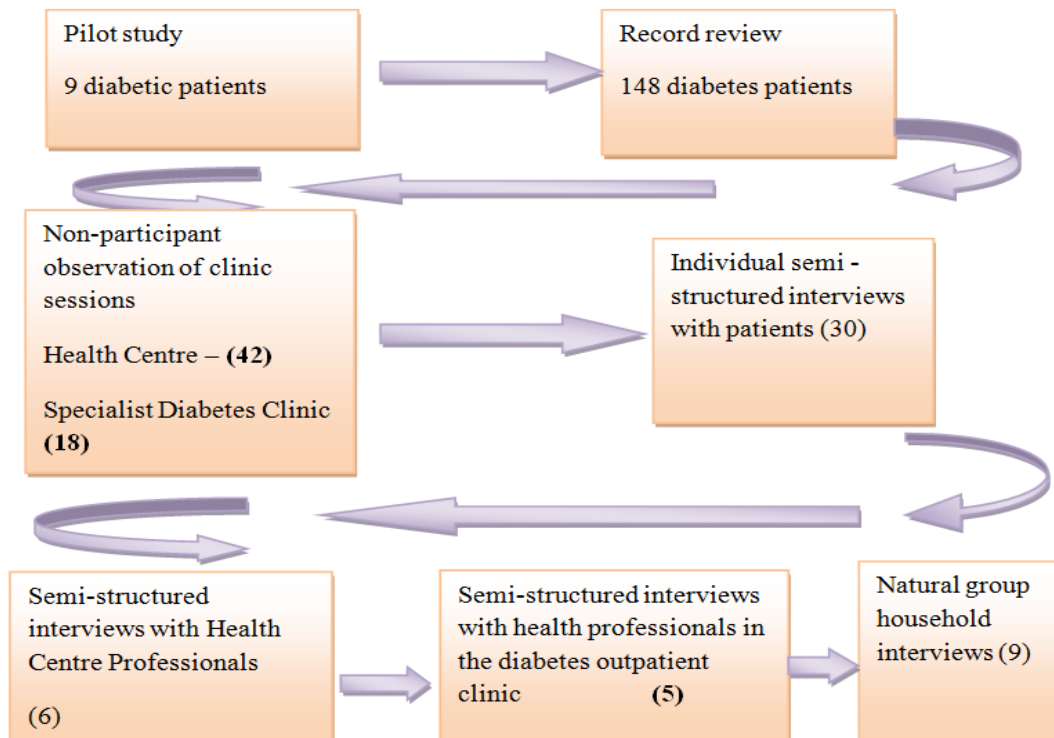 Pilot study
9 diabetic patients
Record review
148 diabetes patients
Non-participant
observation of clinic
sessions
Health Centre – (42)
Specialist Diabetes Clinic
(18)
Individual semi -
structured interviews
with patients (30)
Semi-structured
interviews with Health
Centre Professionals
(6)
Semi-structured interviews
with health professionals in
the diabetes outpatient
clinic (5)
Natural group
household
interviews (9)